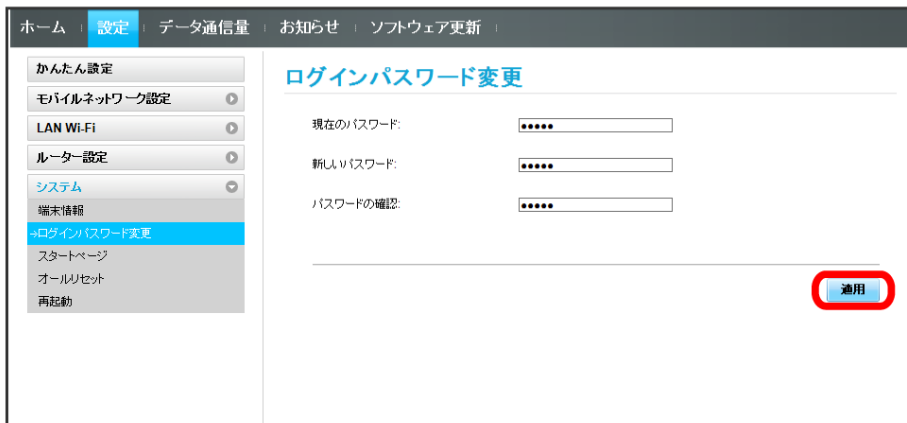 ホーム 設定 データ通信量 お知らせ ソフトウェア更新
かんたん設定
モバイルネットワーク設定
LAN Wi-Fi
ルーター設定
システム
端末情報
→ログインパスワード変更
スタートページ
オールリセット
再起動
ログインパスワード変更
現在のパスワード: •••••
新しいパスワード: •••••
パスワードの確認: •••••
適用